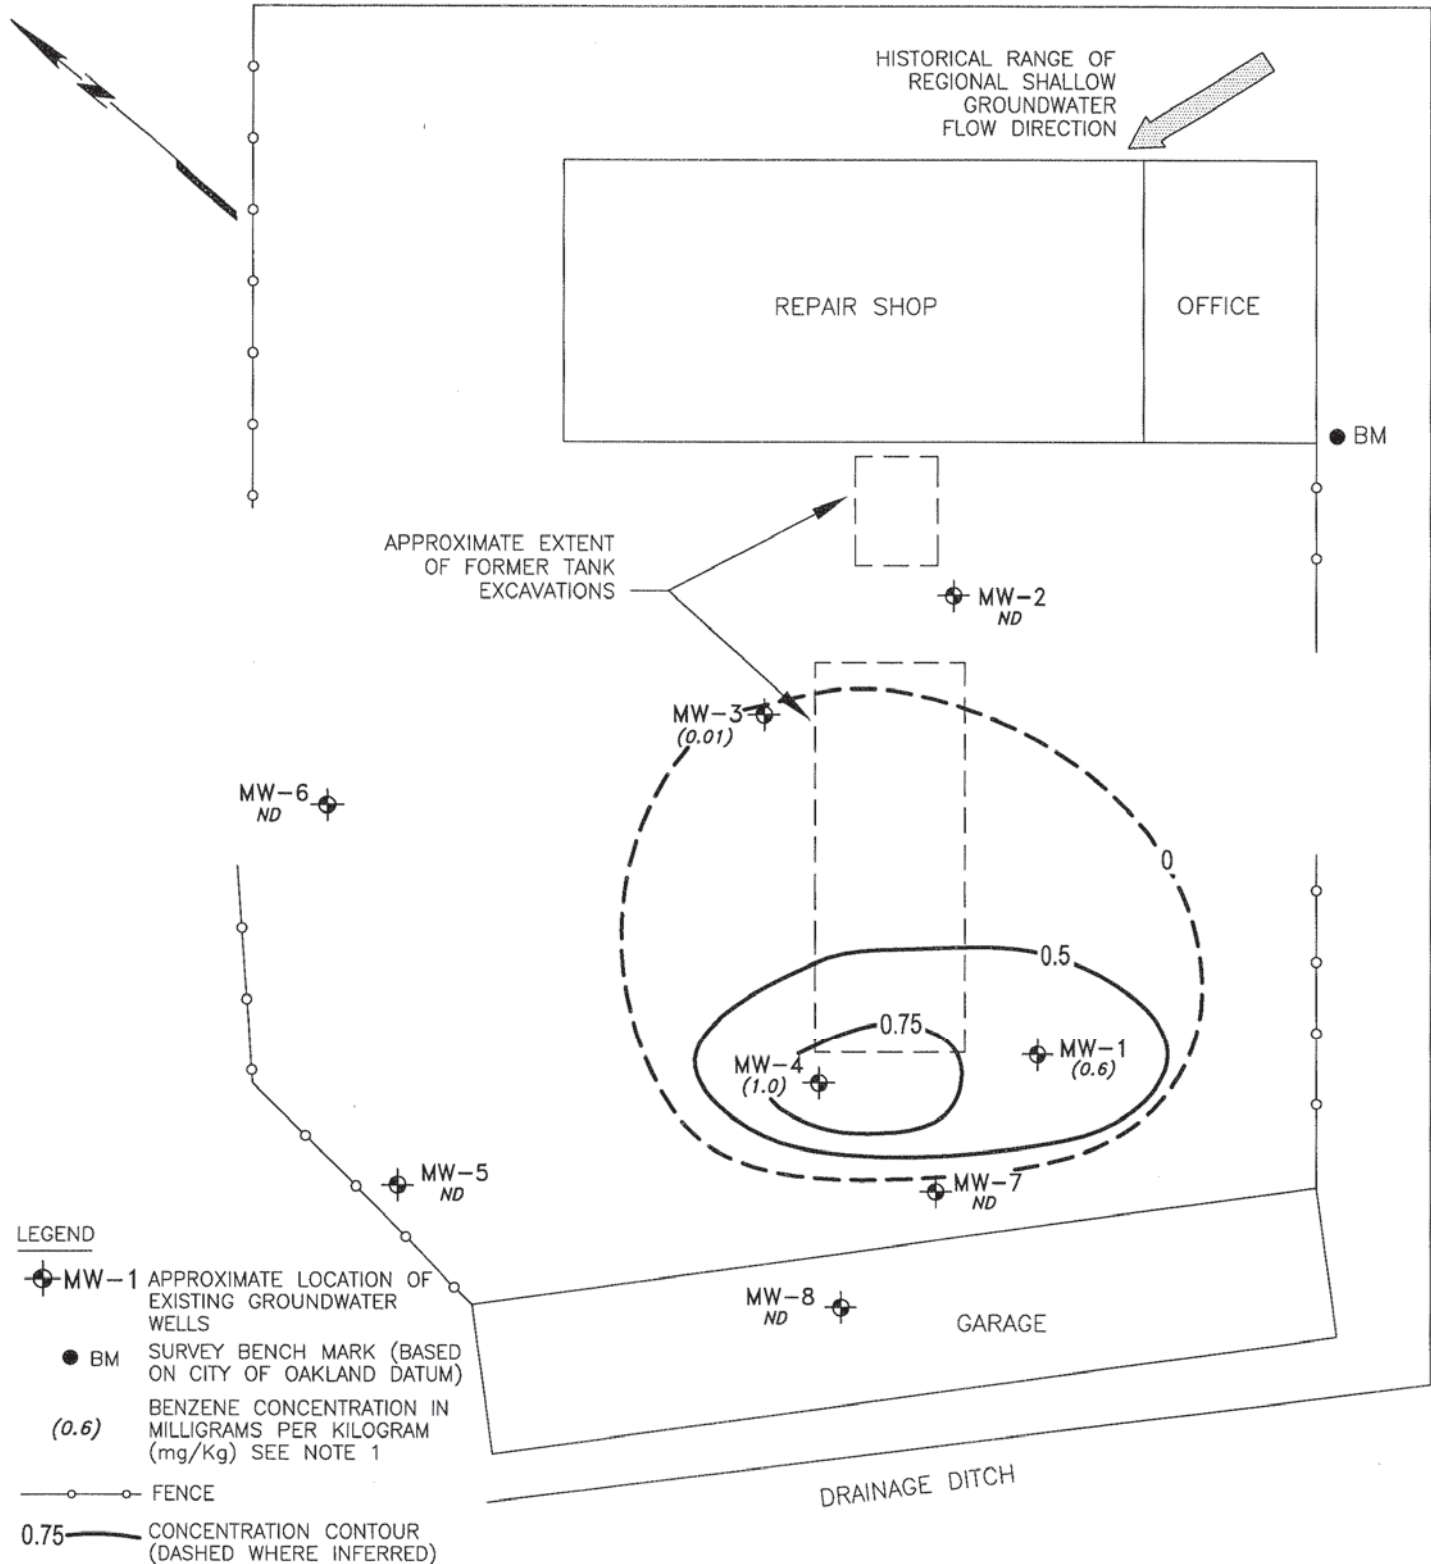 HISTORICAL RANGE OF
REGIONAL SHALLOW
GROUNDWATER
FLOW DIRECTION
N
REPAIR SHOP
OFFICE
BM
APPROXIMATE EXTENT
OF FORMER TANK
EXCAVATIONS
MW-2
ND
MW-3
(0.01)
MW-6
ND
0
0.5
0.75
MW-1
(0.6)
MW-4
(1.0)
MW-5
ND
MW-7
ND
MW-8
ND
GARAGE
DRAINAGE DITCH
LEGEND
MW-1 APPROXIMATE LOCATION OF
EXISTING GROUNDWATER
WELLS
BM SURVEY BENCH MARK (BASED
ON CITY OF OAKLAND DATUM)
(0.6) BENZENE CONCENTRATION IN
MILLIGRAMS PER KILOGRAM
(mg/Kg) SEE NOTE 1
FENCE
0.75 CONCENTRATION CONTOUR
(DASHED WHERE INFERRED)